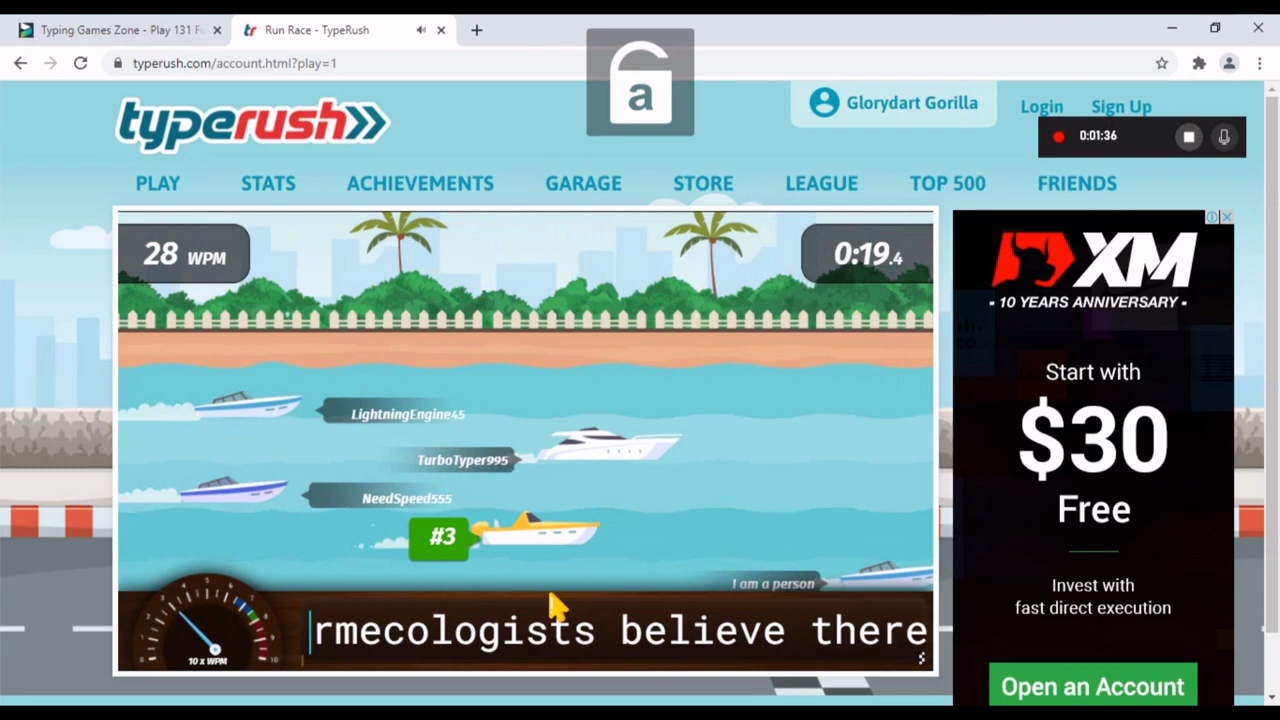 Typing Games Zone - Play 131 F
Run Race - TypeRush
typerush.com/account.html?play=1
a
typerush
Glorydart Gorilla
Login
Sign Up
0:01:36
PLAY
STATS
ACHIEVEMENTS
GARAGE
STORE
LEAGUE
TOP 500
FRIENDS
28 WPM
0:19.4
LightningEngine45
TurboTyper995
NeedSpeed555
#3
I am a person
rmecologists believe there
10 x WPM
XM
- 10 YEARS ANNIVERSARY -
Start with
$30
Free
Invest with
fast direct execution
Open an Account